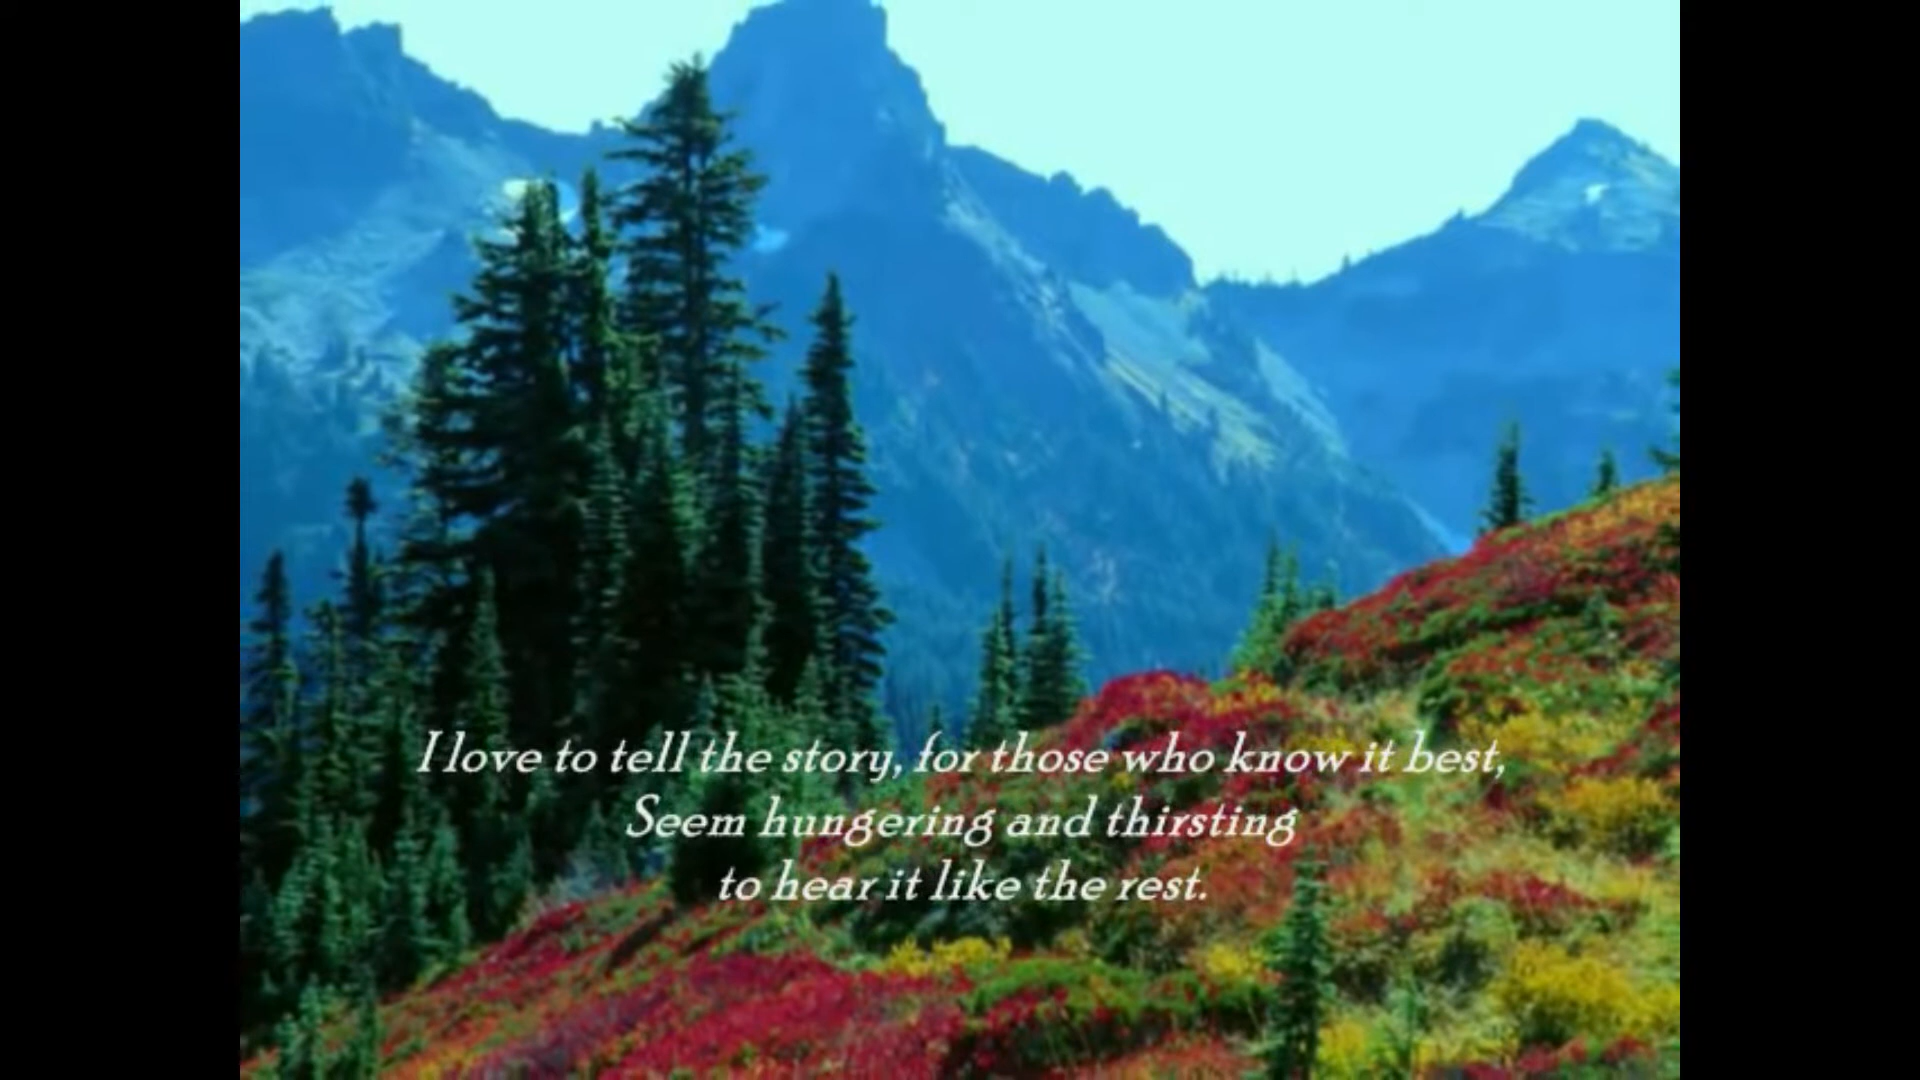 I love to tell the story, for those who know it best,
Seem hungering and thirsting
to hear it like the rest.